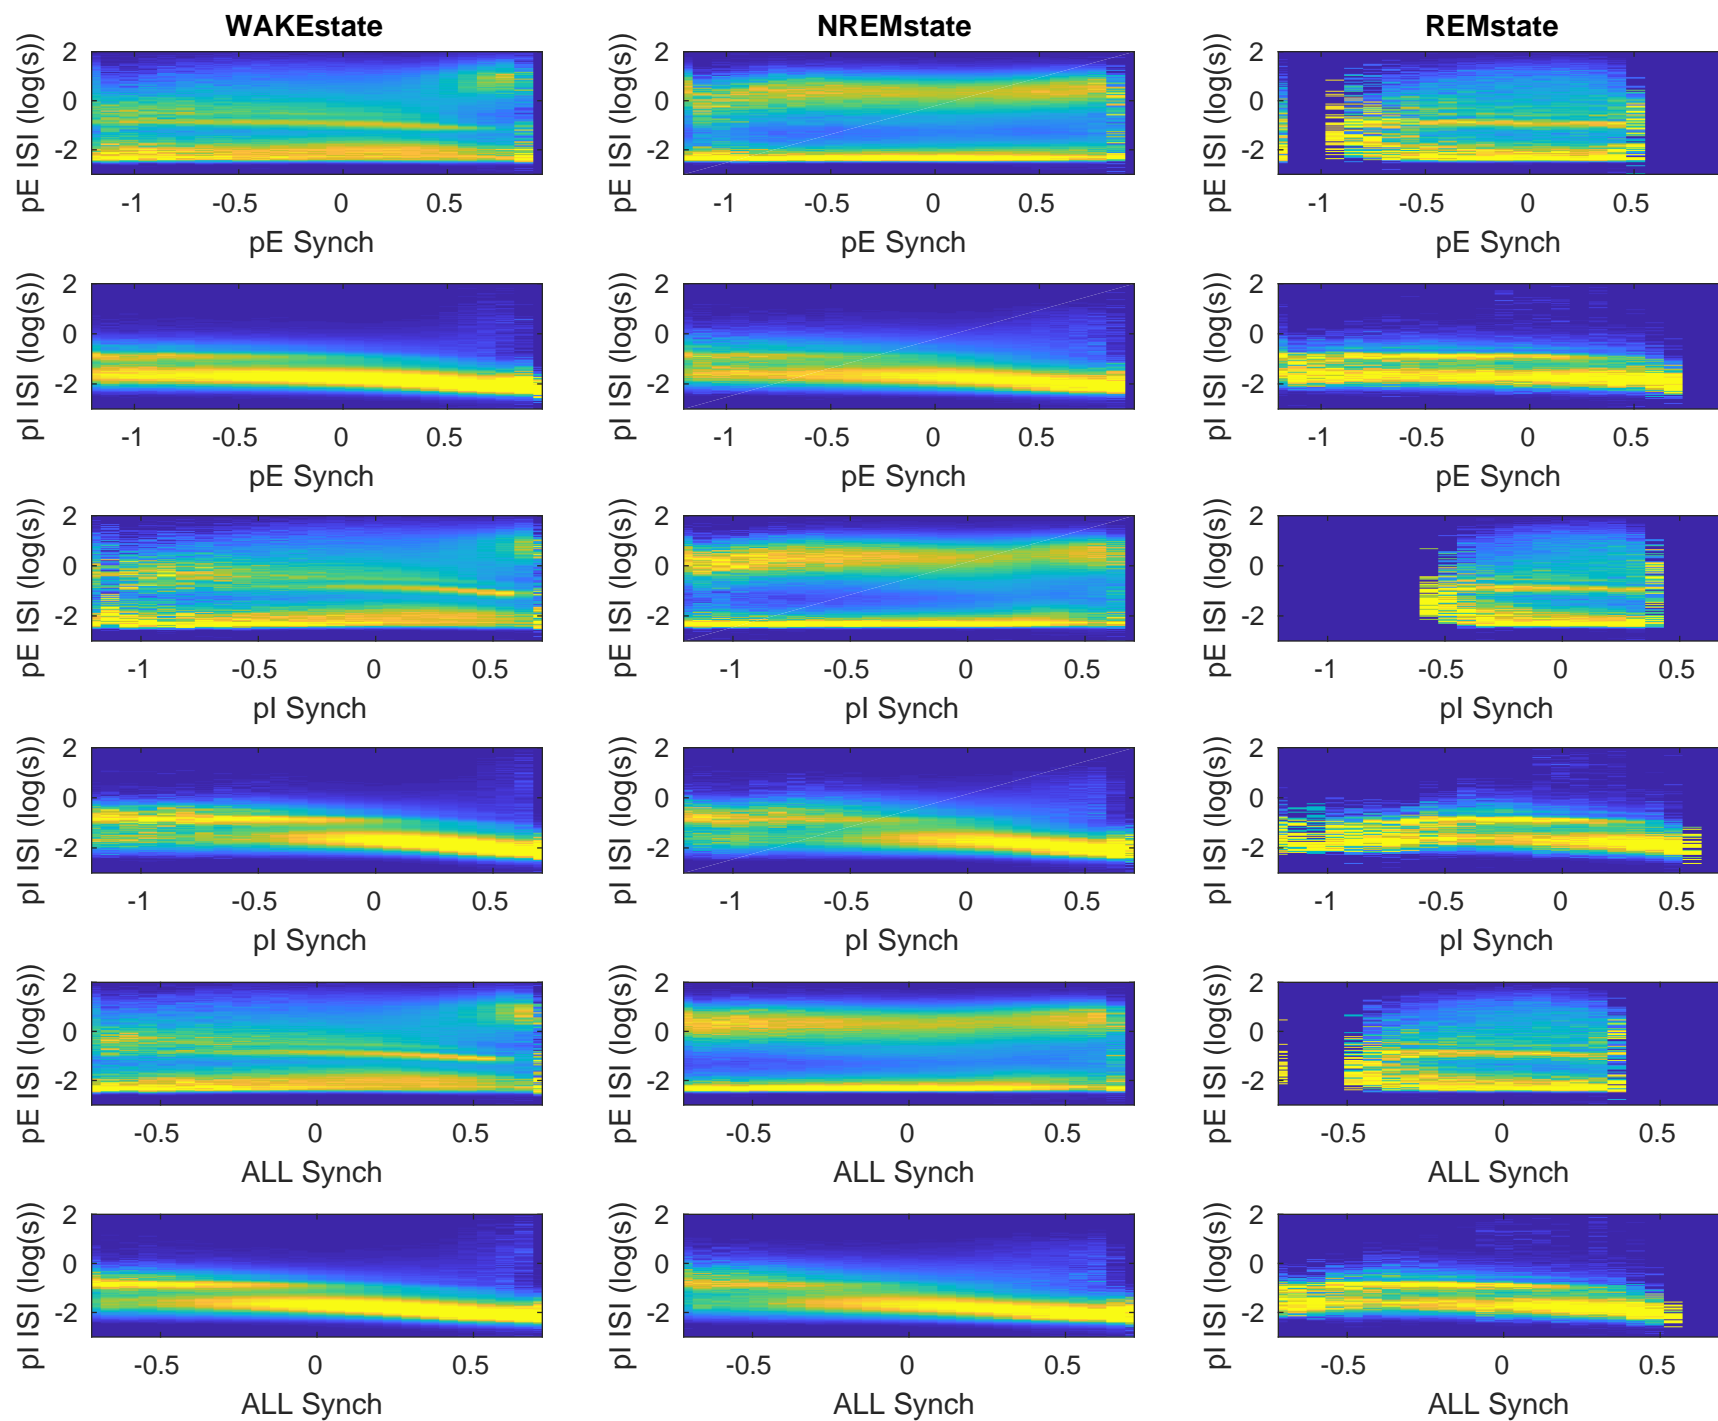 WAKEstate NREMstate REMstate
pE ISI (log(s)) 2 0 -2 pE ISI (log(s)) 2 0 -2 pE ISI (log(s)) 2 0 -2
-1 -0.5 0 0.5 -1 -0.5 0 0.5 -1 -0.5 0 0.5
pE Synch pE Synch pE Synch
pI ISI (log(s)) 2 0 -2 pI ISI (log(s)) 2 0 -2 pI ISI (log(s)) 2 0 -2
-1 -0.5 0 0.5 -1 -0.5 0 0.5 -1 -0.5 0 0.5
pE Synch pE Synch pE Synch
pE ISI (log(s)) 2 0 -2 pE ISI (log(s)) 2 0 -2 pE ISI (log(s)) 2 0 -2
-1 -0.5 0 0.5 -1 -0.5 0 0.5 -1 -0.5 0 0.5
pI Synch pI Synch pI Synch
pI ISI (log(s)) 2 0 -2 pI ISI (log(s)) 2 0 -2 pI ISI (log(s)) 2 0 -2
-1 -0.5 0 0.5 -1 -0.5 0 0.5 -1 -0.5 0 0.5
pI Synch pI Synch pI Synch
pE ISI (log(s)) 2 0 -2 pE ISI (log(s)) 2 0 -2 pE ISI (log(s)) 2 0 -2
-0.5 0 0.5 -0.5 0 0.5 -0.5 0 0.5
ALL Synch ALL Synch ALL Synch
pI ISI (log(s)) 2 0 -2 pI ISI (log(s)) 2 0 -2 pI ISI (log(s)) 2 0 -2
-0.5 0 0.5 -0.5 0 0.5 -0.5 0 0.5
ALL Synch ALL Synch ALL Synch